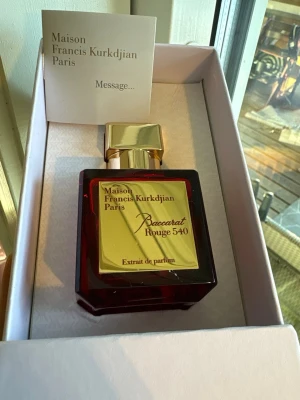 Maison
Francis Kurkdjian
Paris
Message...
Maison
Francis Kurkdjian
Paris
Baccarat
Rouge 540
Extrait de parfum